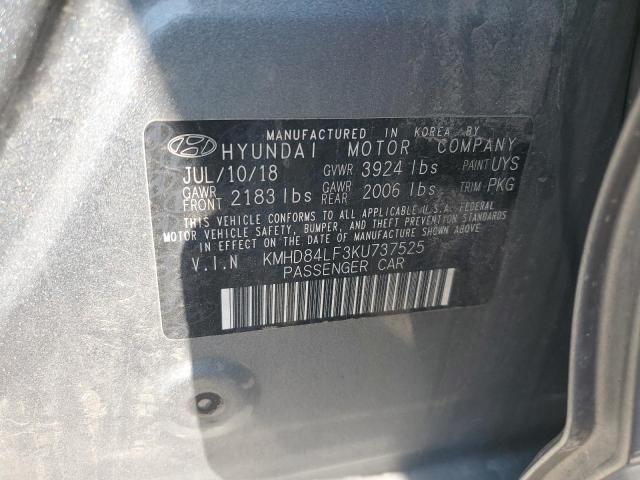 MANUFACTURED IN KOREA BY
HYUNDAI MOTOR COMPANY
JUL/10/18 GVWR 3924 lbs PAINT UYS
GAWR FRONT 2183 lbs GAWR REAR 2006 lbs TRIM PKG
THIS VEHICLE CONFORMS TO ALL APPLICABLE U.S.A. FEDERAL
MOTOR VEHICLE SAFETY, BUMPER, AND THEFT PREVENTION STANDARDS
IN EFFECT ON THE DATE OF MANUFACTURE SHOWN ABOVE.
V.I.N KMHD84LF3KU737525
PASSENGER CAR